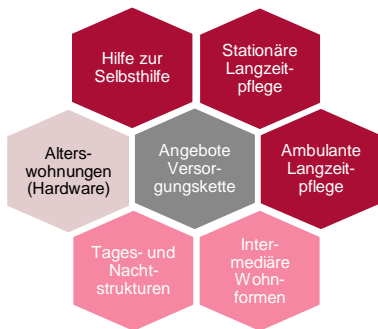 Hilfe zur
Selbsthilfe
Stationäre
Langzeit-
pflege
Alters-
wohnungen
(Hardware)
Angebote
Versor-
gungskette
Ambulante
Langzeit-
pflege
Tages- und
Nacht-
strukturen
Inter-
mediäre
Wohn-
formen